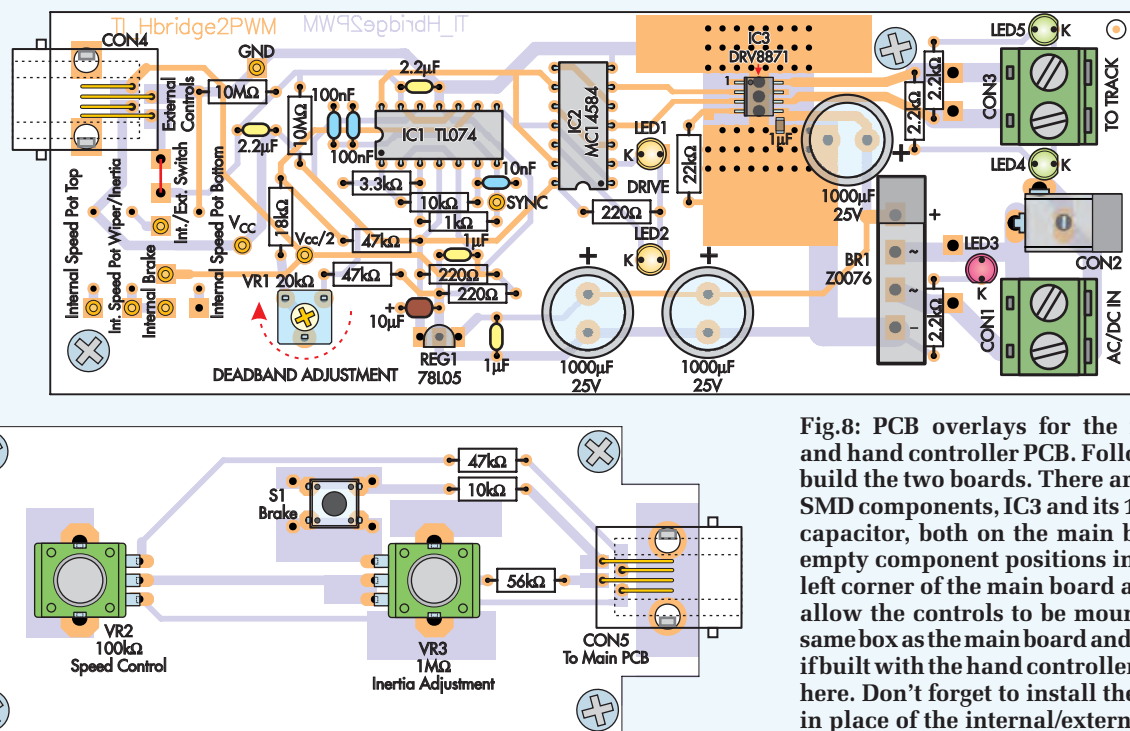 TI_Hbridge2PWM
TI_Hbridge2PWM
CON4
GND
External
Controls
10MΩ
2.2µF
10MΩ
100nF
100nF
2.2µF
IC1 TL074
IC2
MC14584
IC3
DRV8871
1
1µF
LED1
K
DRIVE
22kΩ
220Ω
LED2
K
1000µF
25V
+
2.2kΩ
2.2kΩ
LED5
K
CON3
TO TRACK
LED4
K
CON2
LED3
K
BR1
Z0076
+
~
~
–
2.2kΩ
CON1
AC/DC IN
Internal Speed Pot Top
Int. Speed Pot Wiper/Inertia
Internal Brake
Int./Ext. Switch
Internal Speed Pot Bottom
VCC
18kΩ
VCC/2
3.3kΩ
10kΩ
1kΩ
10nF
SYNC
47kΩ
47kΩ
1µF
220Ω
220Ω
VR1 20kΩ
+
10µF
REG1
78L05
1µF
DEADBAND ADJUSTMENT
+
1000µF
25V
+
1000µF
25V
VR2
100kΩ
Speed Control
S1
Brake
47kΩ
10kΩ
56kΩ
VR3
1MΩ
Inertia Adjustment
CON5
To Main PCB
Fig.8: PCB overlays for the
and hand controller PCB. Follo
build the two boards. There ar
SMD components, IC3 and its 1
capacitor, both on the main b
empty component positions in
left corner of the main board a
allow the controls to be mour
same box as the main board and
if built with the hand controller
here. Don't forget to install the
in place of the internal/extern